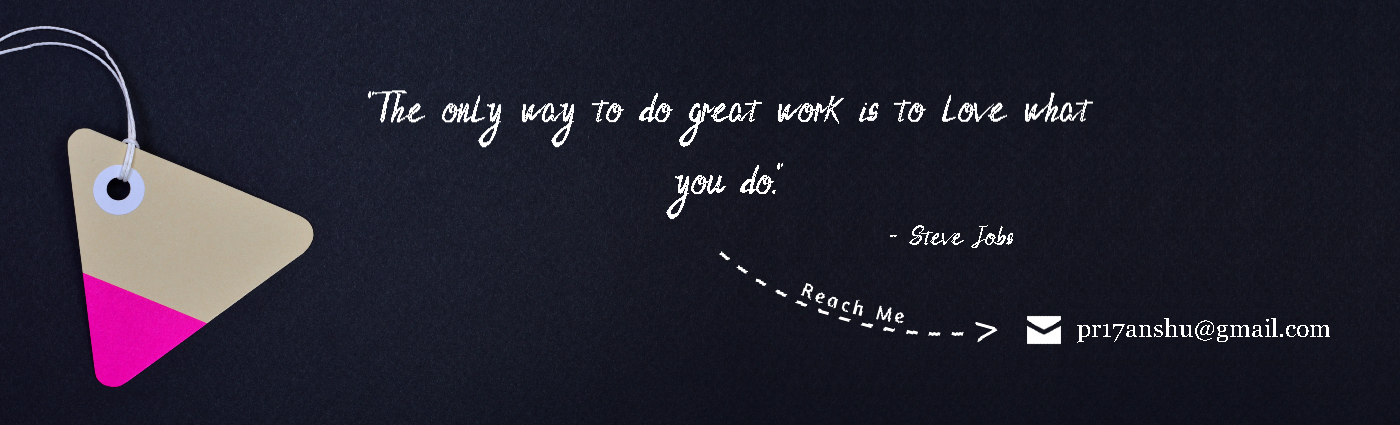 "The only way to do great work is to Love what
you do."
- Steve Jobs
Reach Me
pr17anshu@gmail.com